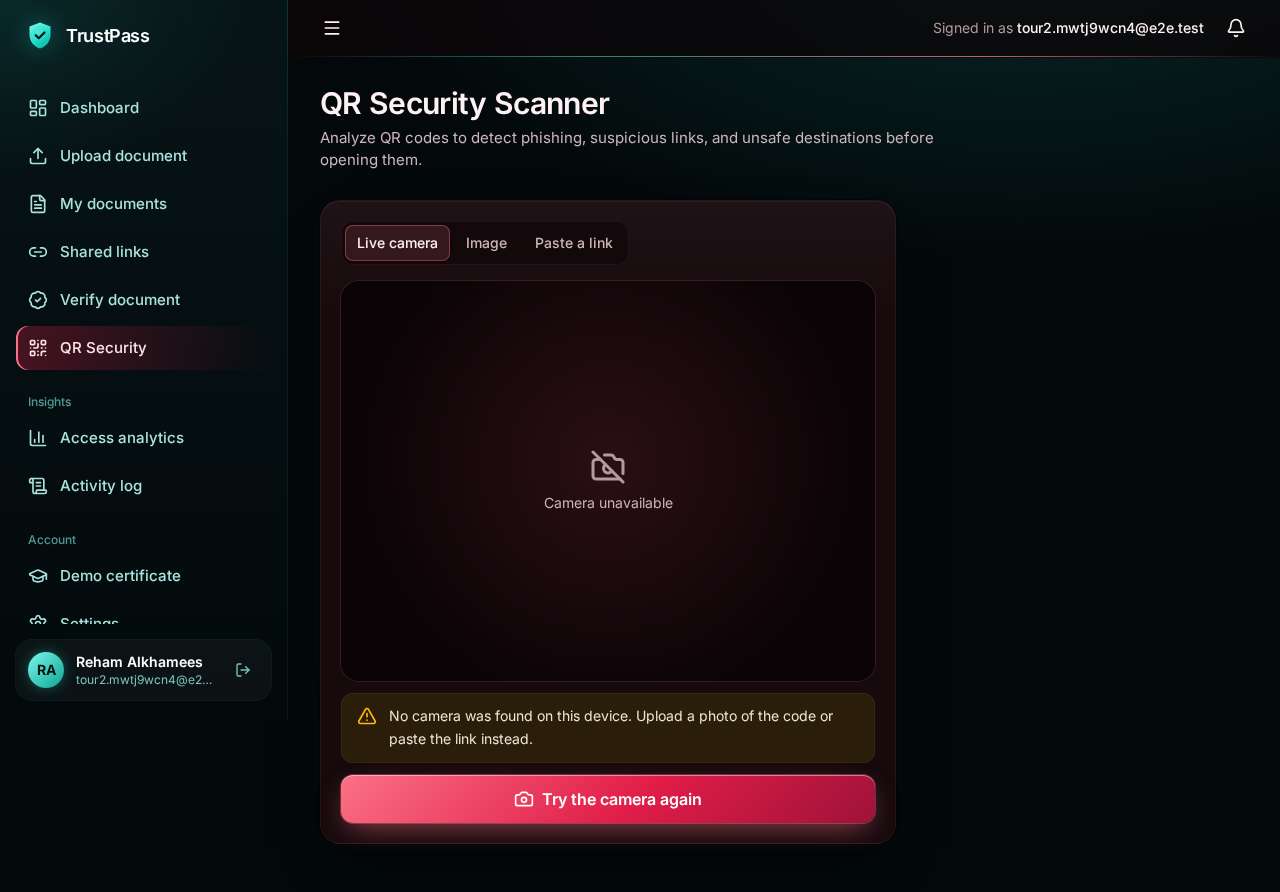 TrustPass
Signed in as tour2.mwtj9wcn4@e2e.test
Dashboard
Upload document
My documents
Shared links
Verify document
QR Security
Insights
Access analytics
Activity log
Account
Demo certificate
Settings
RA
Reham Alkhamees
tour2.mwtj9wcn4@e2...
QR Security Scanner
Analyze QR codes to detect phishing, suspicious links, and unsafe destinations before
opening them.
Live camera
Image
Paste a link
Camera unavailable
No camera was found on this device. Upload a photo of the code or
paste the link instead.
Try the camera again